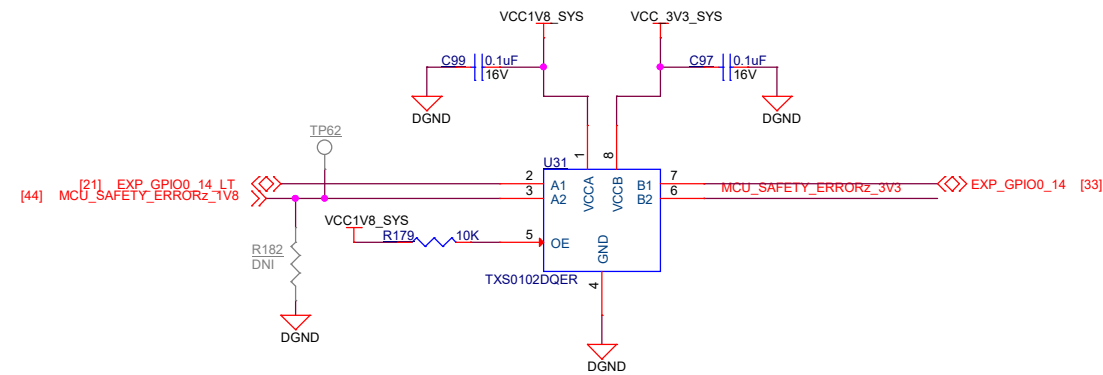 VCC1V8_SYS VCC_3V3_SYS
C99 0.1uF C97 0.1uF
16V 16V
DGND DGND
TP62
1 8
U31
[21] EXP_GPIO0_14_LT 2 A1 VCCA VCCB B1 7 EXP_GPIO0_14 [33]
[44] MCU_SAFETY_ERRORz_1V8 3 A2 B2 6 MCU_SAFETY_ERRORz_3V3
VCC1V8_SYS
R179 10K 5 OE
R182
DNI
GND
TXS0102DQER
4
DGND
DGND